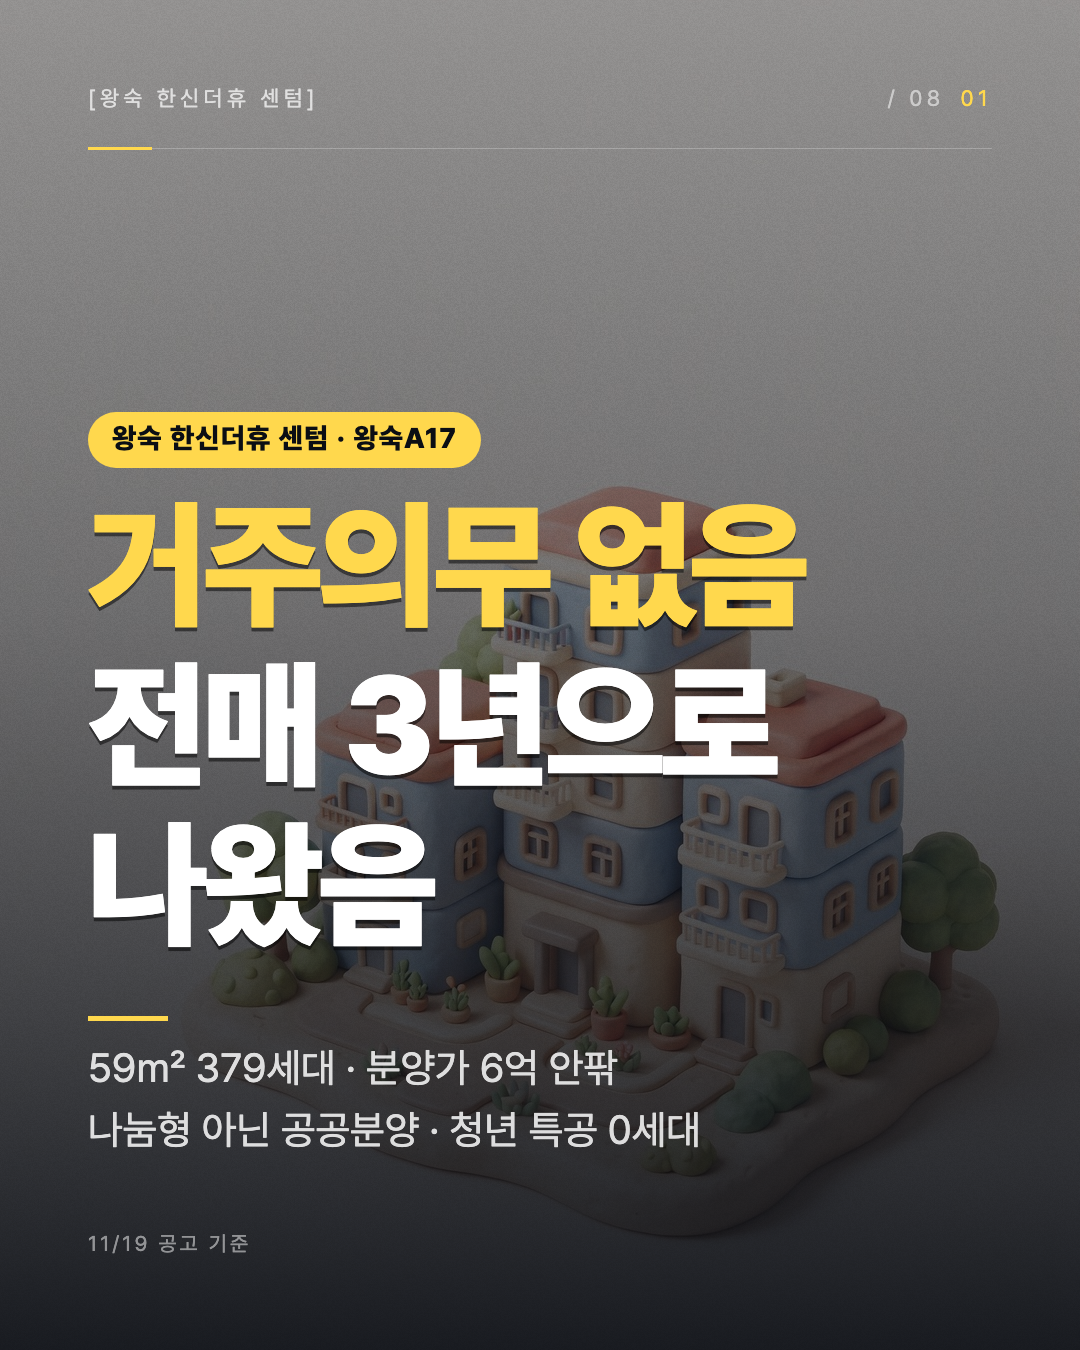 [왕숙 한신더휴 센텀]
/ 08 01
왕숙 한신더휴 센텀 · 왕숙A17
거주의무 없음
전매 3년으로
나왔음
59m² 379세대 · 분양가 6억 안팎
나눔형 아닌 공공분양 · 청년 특공 0세대
11/19 공고 기준